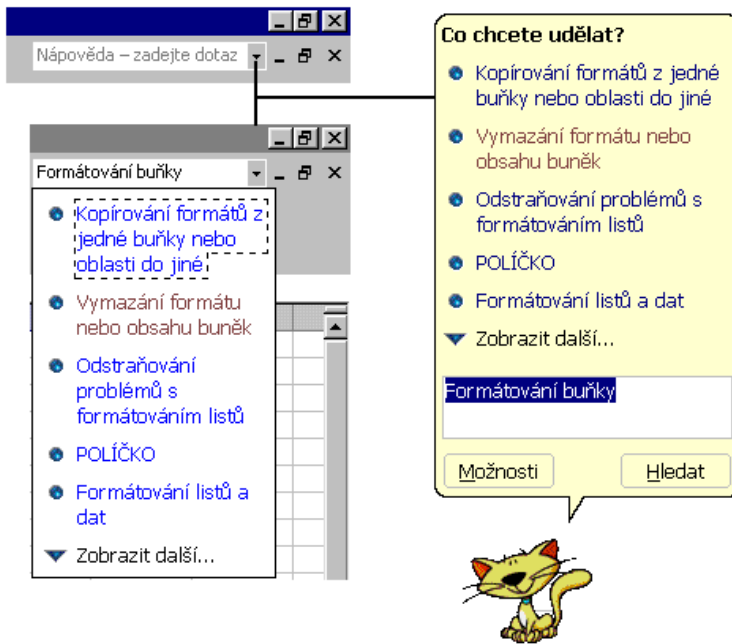 Nápověda – zadejte dotaz
Formátování buňky
Kopírování formátů z
jedné buňky nebo
oblasti do jiné
Vymazání formátu
nebo obsahu buněk
Odstraňování
problémů s
formátováním listů
POLÍČKO
Formátování listů a
dat
Zobrazit další...
Co chcete udělat?
Kopírování formátů z jedné
buňky nebo oblasti do jiné
Vymazání formátu nebo
obsahu buněk
Odstraňování problémů s
formátováním listů
POLÍČKO
Formátování listů a dat
Zobrazit další...
Formátování buňky
Možnosti
Hledat